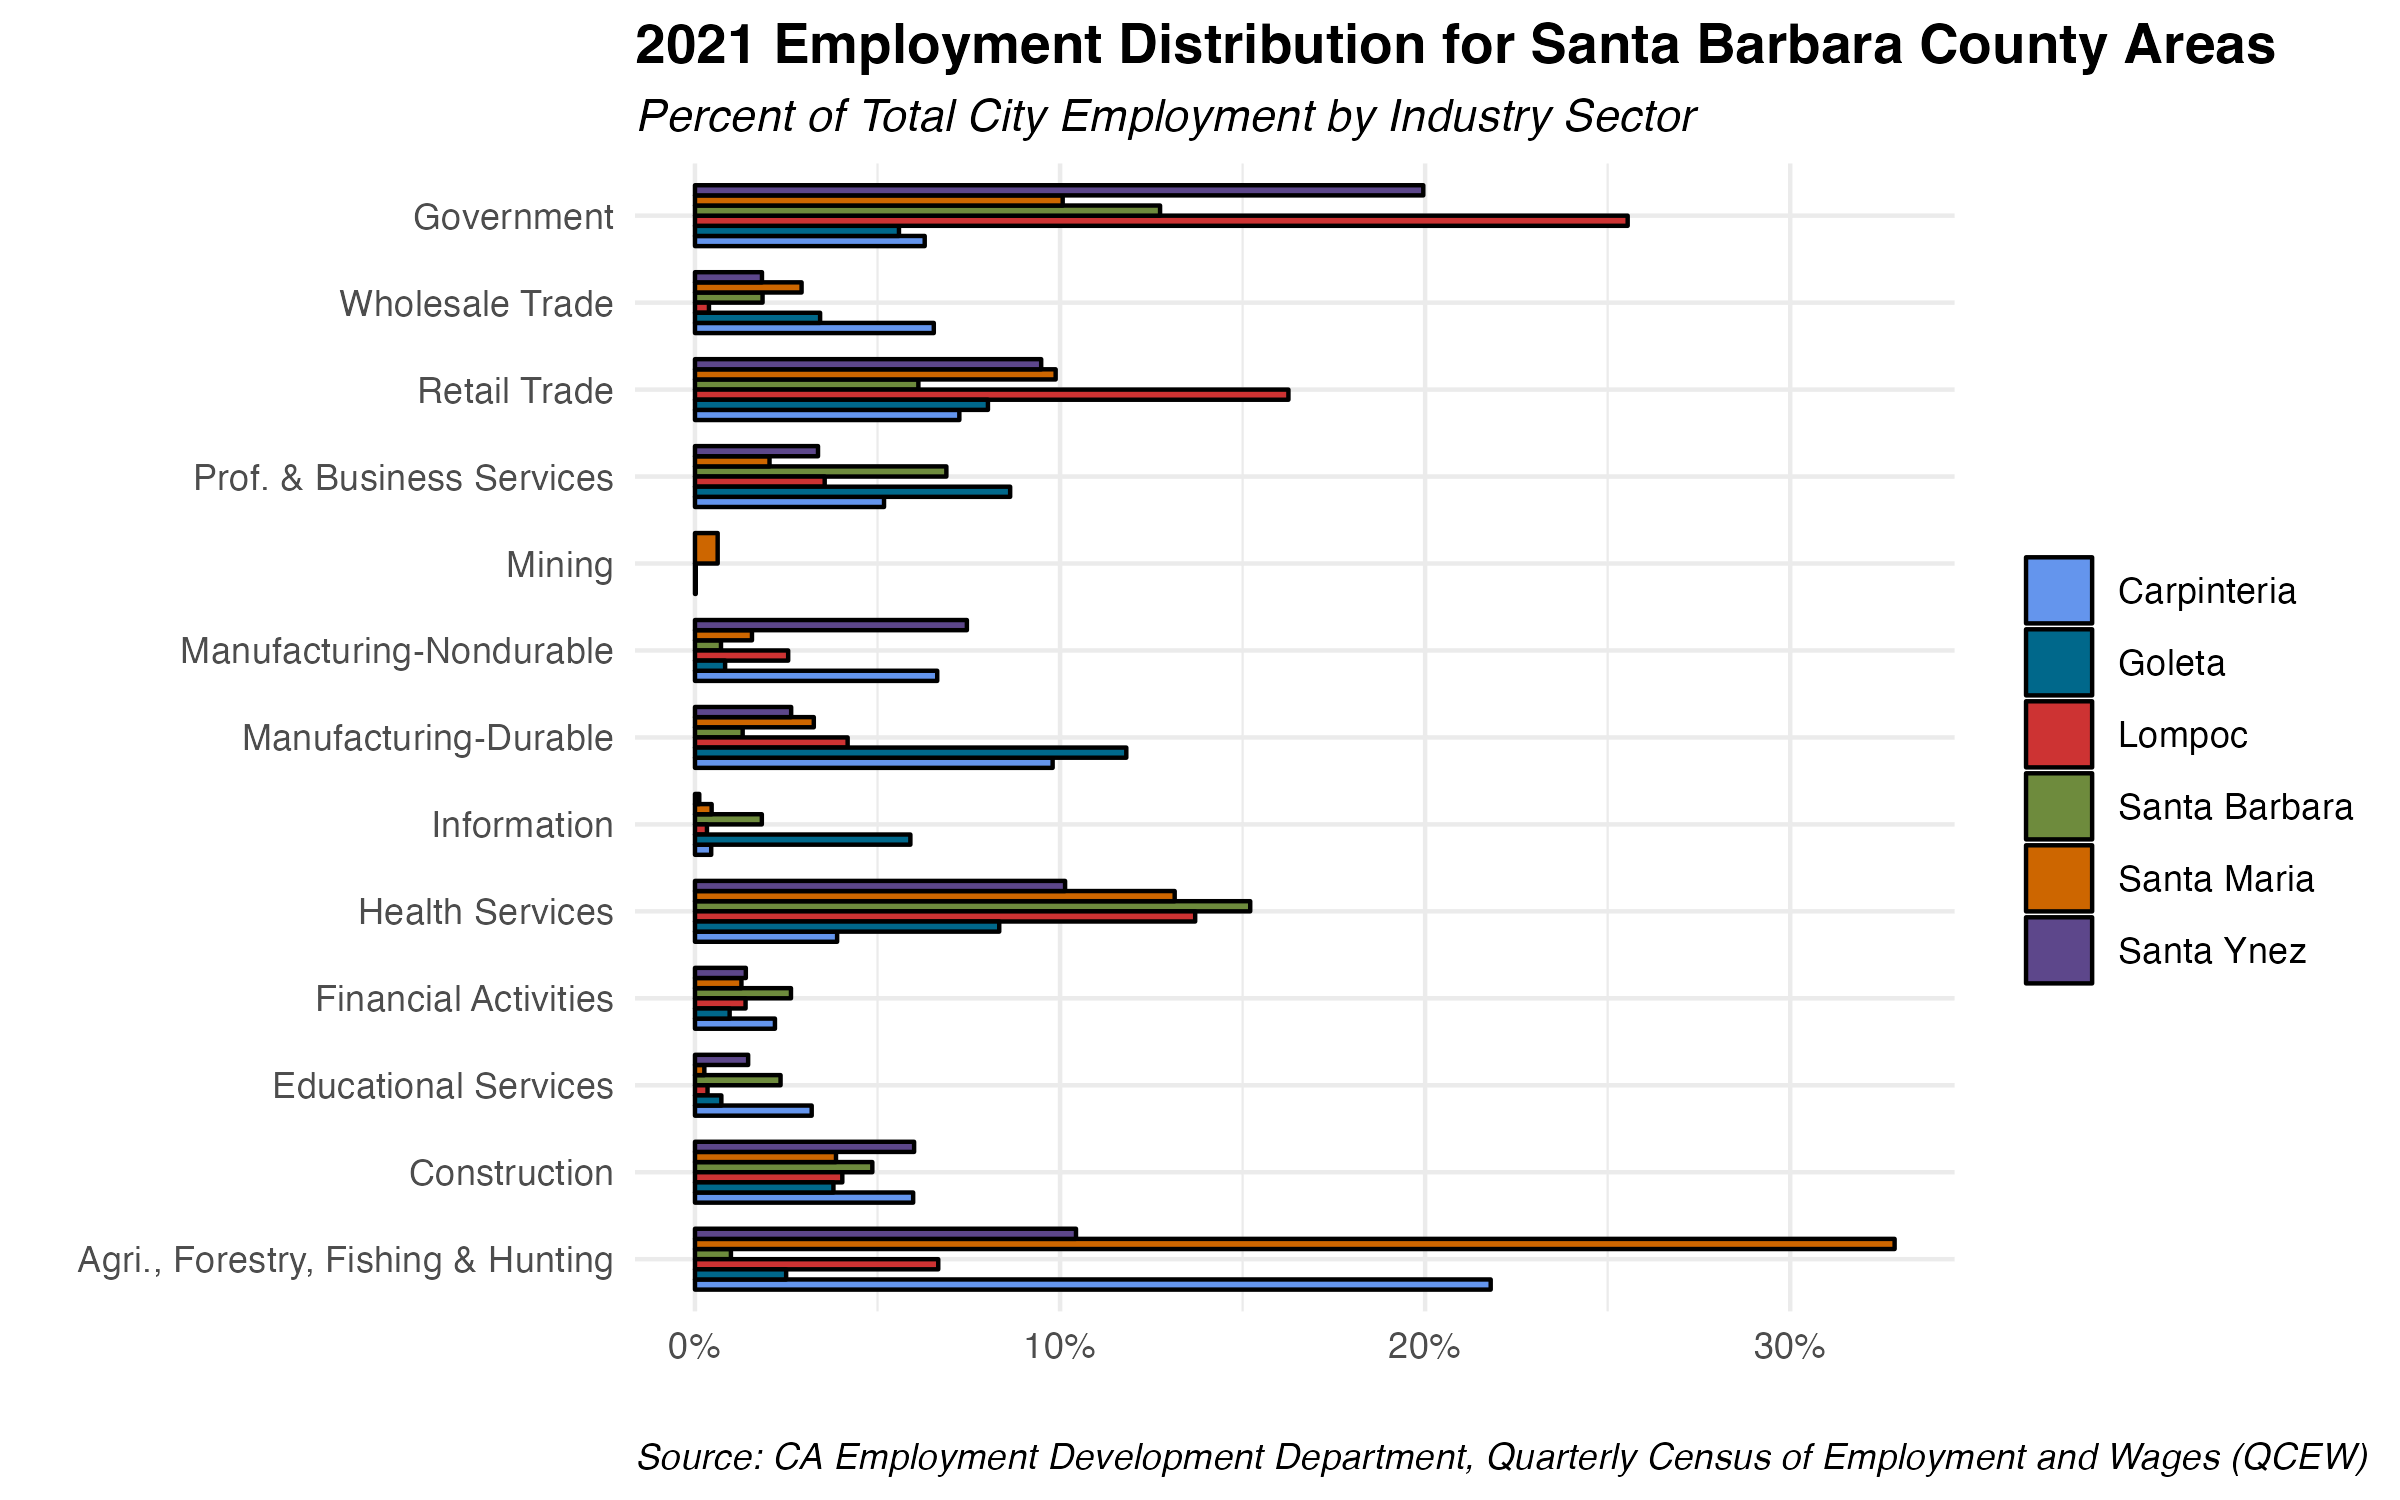 2021 Employment Distribution for Santa Barbara County Areas
Percent of Total City Employment by Industry Sector
Government
Wholesale Trade
Retail Trade
Prof. & Business Services
Mining
Manufacturing-Nondurable
Manufacturing-Durable
Information
Health Services
Financial Activities
Educational Services
Construction
Agri., Forestry, Fishing & Hunting
0% 10% 20% 30%
Carpinteria
Goleta
Lompoc
Santa Barbara
Santa Maria
Santa Ynez
Source: CA Employment Development Department, Quarterly Census of Employment and Wages (QCEW)